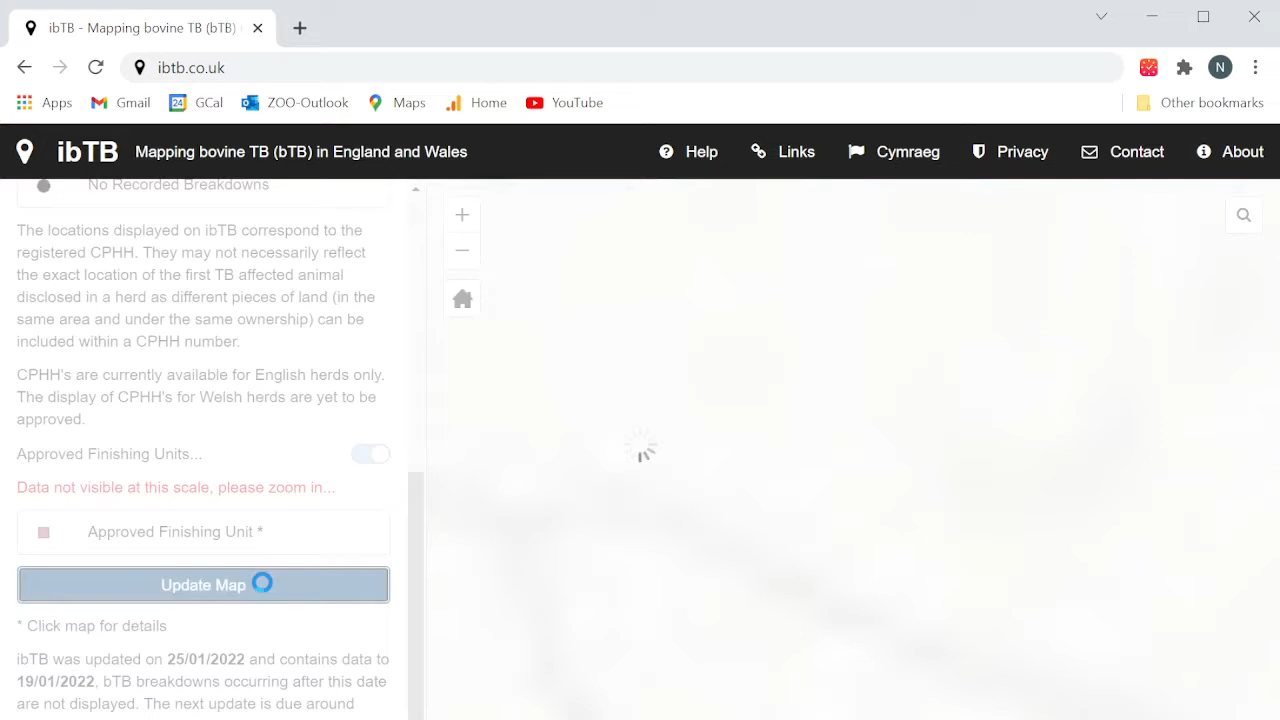 ibTB - Mapping bovine TB (bTB)
ibtb.co.uk
N
Apps
Gmail
24
GCal
ZOO-Outlook
Maps
Home
YouTube
Other bookmarks
ibTB
Mapping bovine TB (bTB) in England and Wales
Help
Links
Cymraeg
Privacy
Contact
About
No Recorded Breakdowns
The locations displayed on ibTB correspond to the
registered CPHH. They may not necessarily reflect
the exact location of the first TB affected animal
disclosed in a herd as different pieces of land (in the
same area and under the same ownership) can be
included within a CPHH number.
CPHH's are currently available for English herds only.
The display of CPHH's for Welsh herds are yet to be
approved.
Approved Finishing Units...
Data not visible at this scale, please zoom in...
Approved Finishing Unit *
Update Map
* Click map for details
ibTB was updated on 25/01/2022 and contains data to
19/01/2022, bTB breakdowns occurring after this date
are not displayed. The next update is due around